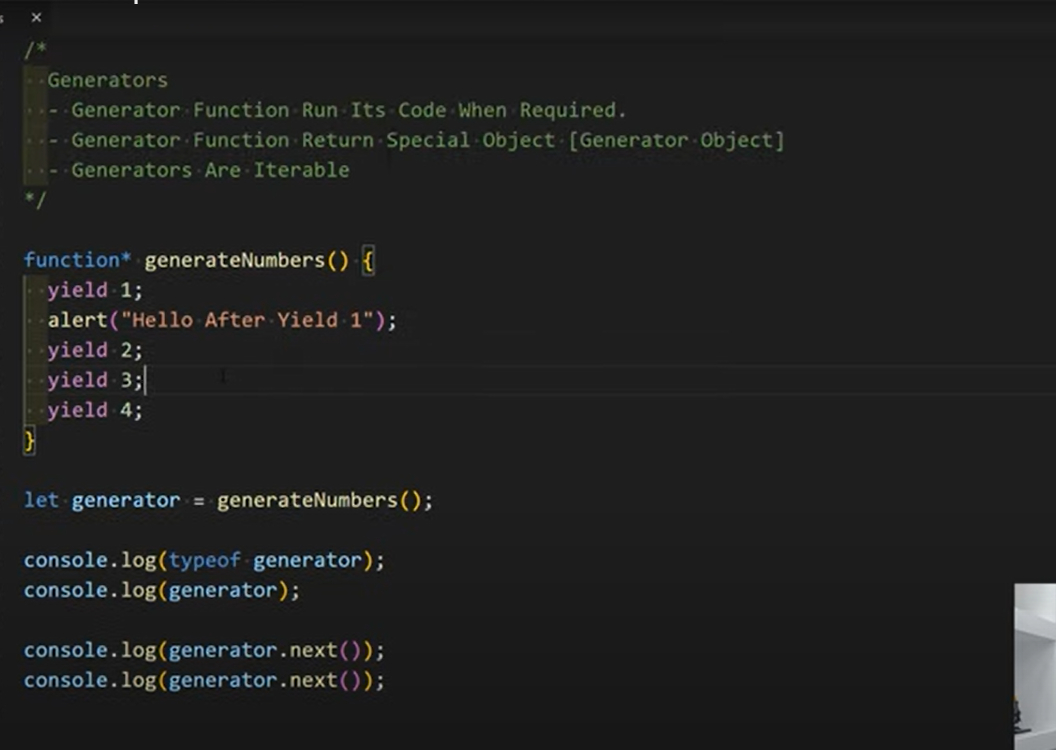 /*
  Generators
  - Generator Function Run Its Code When Required.
  - Generator Function Return Special Object [Generator Object]
  - Generators Are Iterable
*/
function* generateNumbers() {
  yield 1;
  alert("Hello After Yield 1");
  yield 2;
  yield 3;
  yield 4;
}
let generator = generateNumbers();
console.log(typeof generator);
console.log(generator);
console.log(generator.next());
console.log(generator.next());